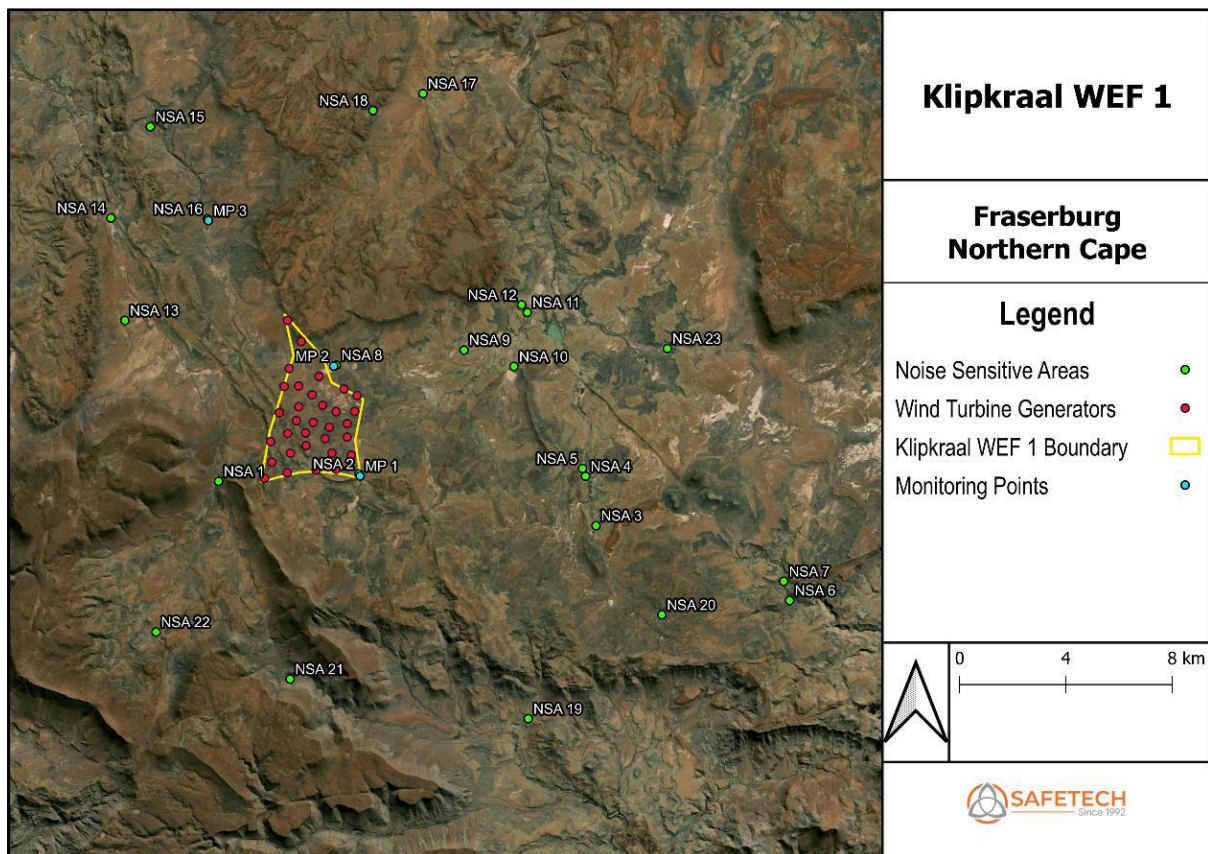 NSA 17
NSA 18
NSA 15
NSA 14
NSA 16
MP 3
NSA 13
NSA 12
NSA 11
NSA 9
NSA 23
MP 2
NSA 8
NSA 10
NSA 1
NSA 2
MP 1
NSA 5
NSA 4
NSA 3
NSA 7
NSA 6
NSA 20
NSA 22
NSA 21
NSA 19
Klipkraal WEF 1
Fraserburg
Northern Cape
Legend
Noise Sensitive Areas
Wind Turbine Generators
Klipkraal WEF 1 Boundary
Monitoring Points
0 4 8 km
SAFETECH
Since 1992